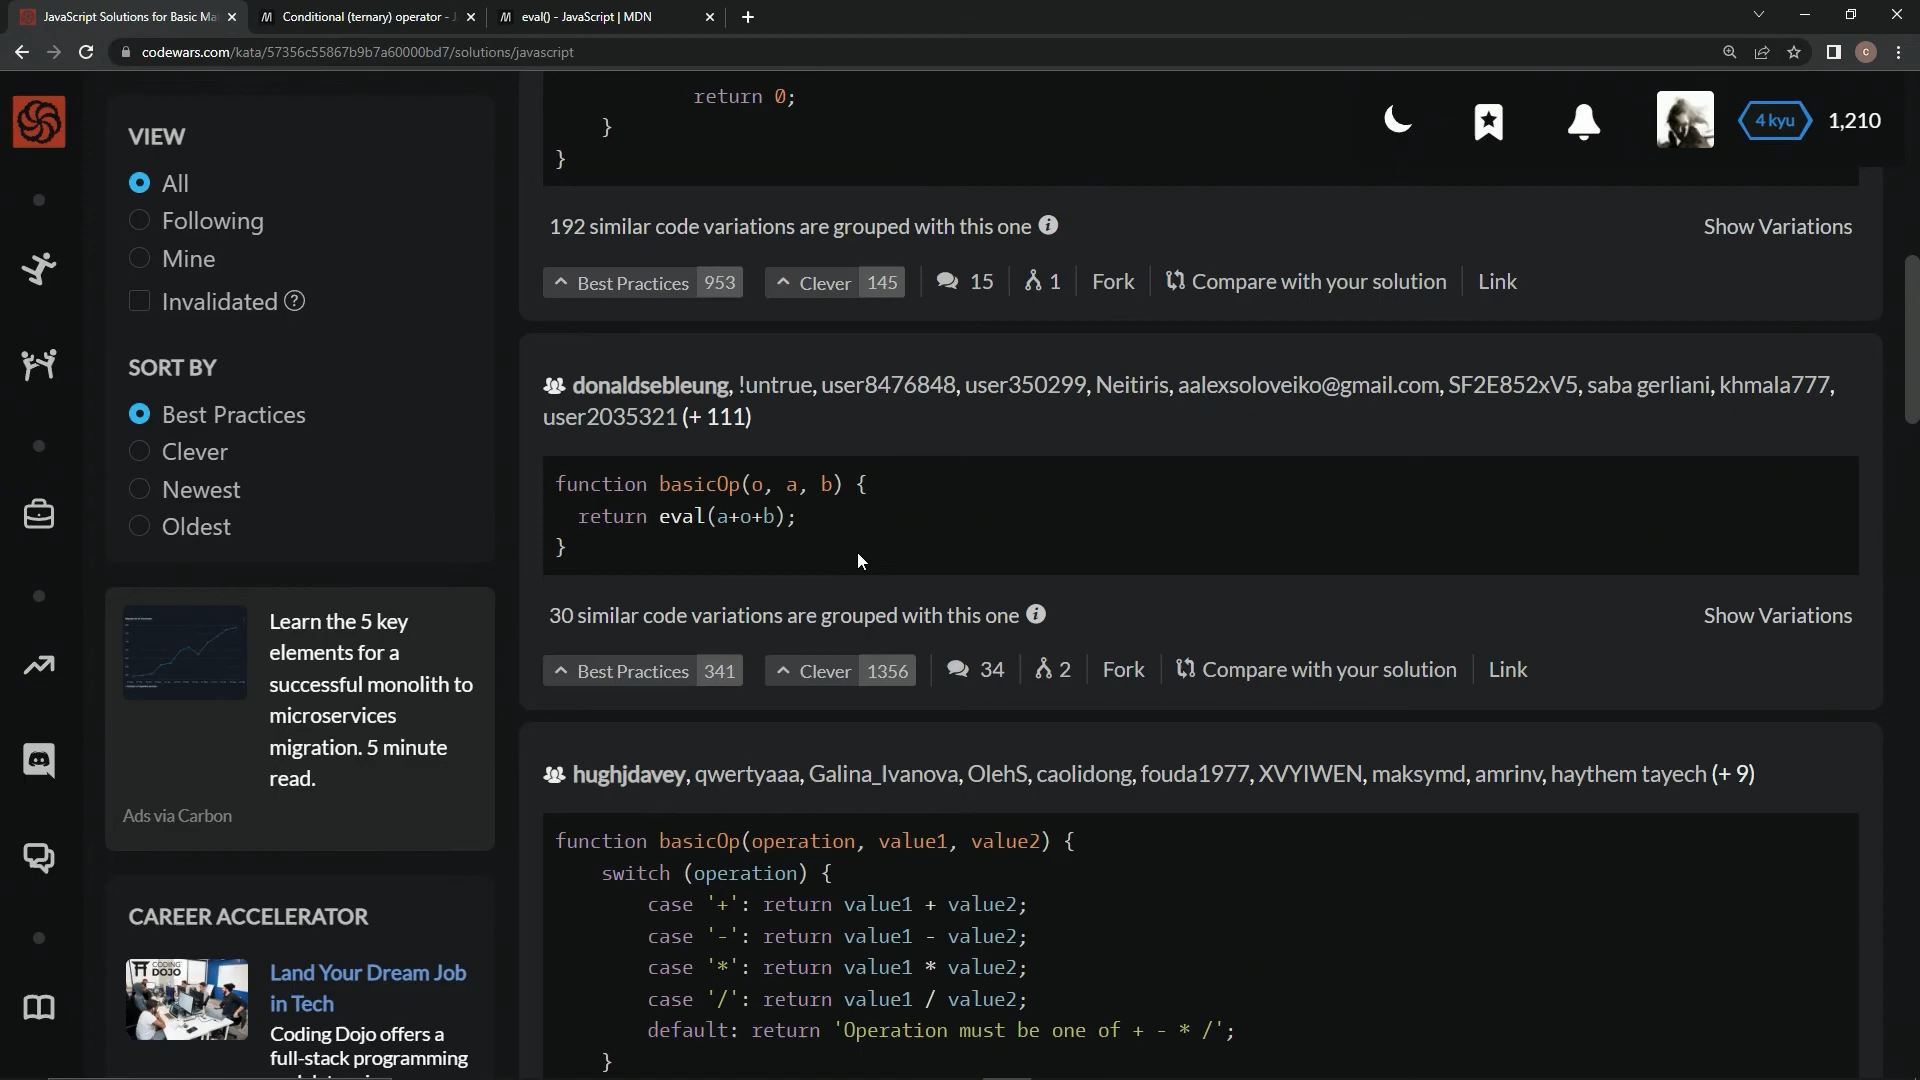 JavaScript Solutions for Basic Ma
Conditional (ternary) operator - J
eval() - JavaScript | MDN
codewars.com/kata/57356c55867b9b7a60000bd7/solutions/javascript
C
4 kyu
1,210
VIEW
All
Following
Mine
Invalidated
SORT BY
Best Practices
Clever
Newest
Oldest
Learn the 5 key
elements for a
successful monolith to
microservices
migration. 5 minute
read.
Ads via Carbon
CAREER ACCELERATOR
CODING
DOJO
Land Your Dream Job
in Tech
Coding Dojo offers a
full-stack programming
return 0;
}
}
192 similar code variations are grouped with this one
Show Variations
Best Practices 953 Clever 145 15 1 Fork Compare with your solution Link
donaldsebleung, !untrue, user8476848, user350299, Neitiris, aalexsoloveiko@gmail.com, SF2E852xV5, saba gerliani, khmala777,
user2035321 (+ 111)
function basicOp(o, a, b) {
return eval(a+o+b);
}
30 similar code variations are grouped with this one
Show Variations
Best Practices 341 Clever 1356 34 2 Fork Compare with your solution Link
hughjdavey, qwertyaaa, Galina_Ivanova, OlehS, caolidong, fouda1977, XVYIWEN, maksymd, amrinv, haythem tayech (+ 9)
function basicOp(operation, value1, value2) {
switch (operation) {
case '+': return value1 + value2;
case '-': return value1 - value2;
case '*': return value1 * value2;
case '/': return value1 / value2;
default: return 'Operation must be one of + - * /';
}